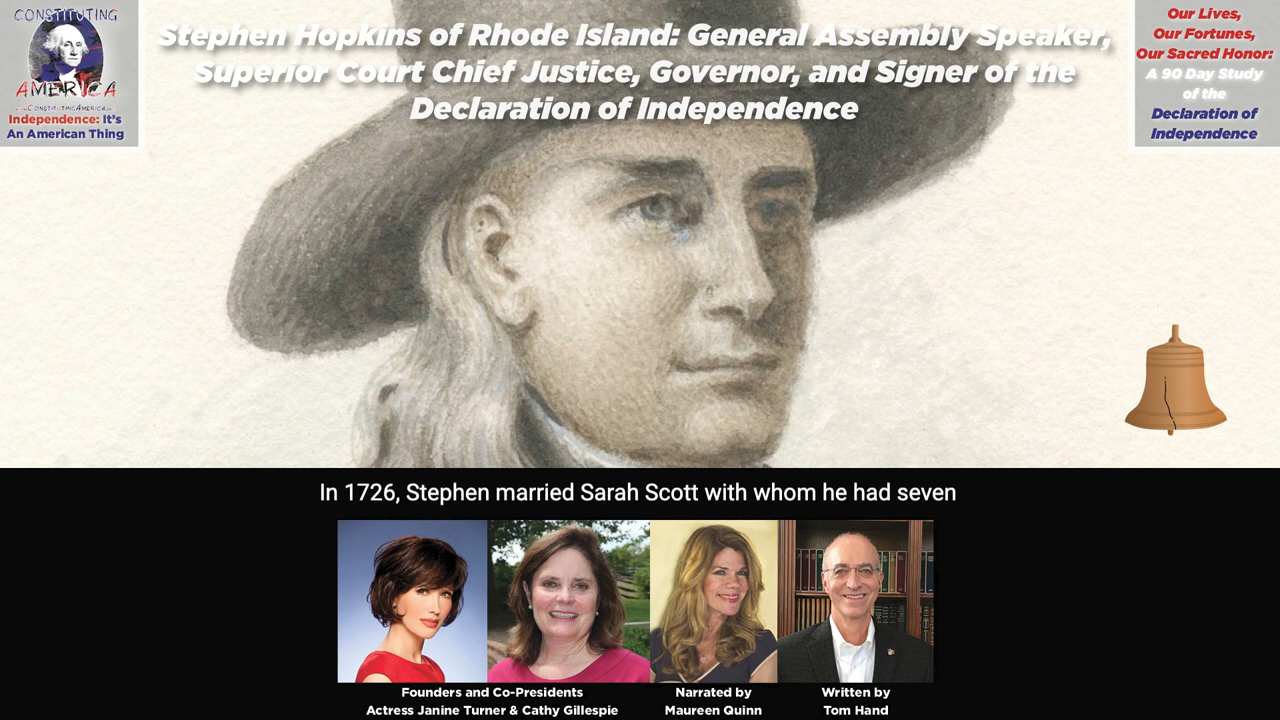 CONSTITUTING
AMERICA
ConstitutingAmerica.org
Independence: It's
An American Thing
Stephen Hopkins of Rhode Island: General Assembly Speaker,
Superior Court Chief Justice, Governor, and Signer of the
Declaration of Independence
Our Lives,
Our Fortunes,
Our Sacred Honor:
A 90 Day Study
of the
Declaration of
Independence
In 1726, Stephen married Sarah Scott with whom he had seven
Founders and Co-Presidents
Actress Janine Turner & Cathy Gillespie
Narrated by
Maureen Quinn
Written by
Tom Hand